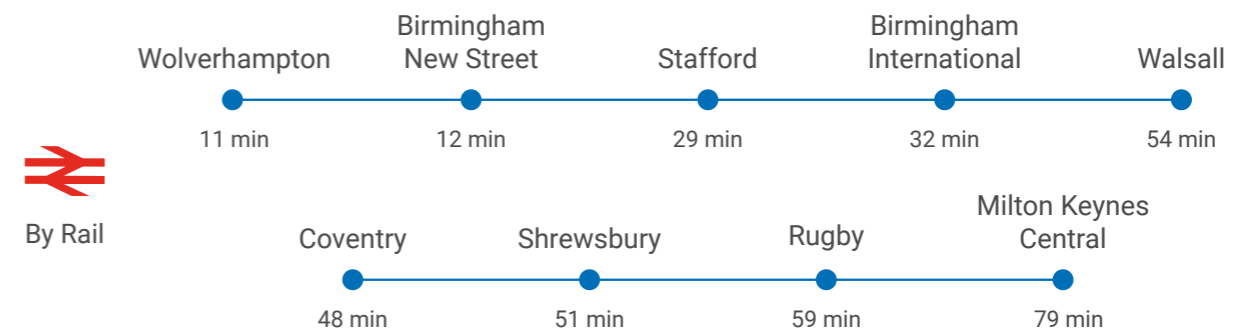 Wolverhampton
Birmingham
New Street
Stafford
Birmingham
International
Walsall
11 min
12 min
29 min
32 min
54 min
By Rail
Coventry
Shrewsbury
Rugby
Milton Keynes
Central
48 min
51 min
59 min
79 min